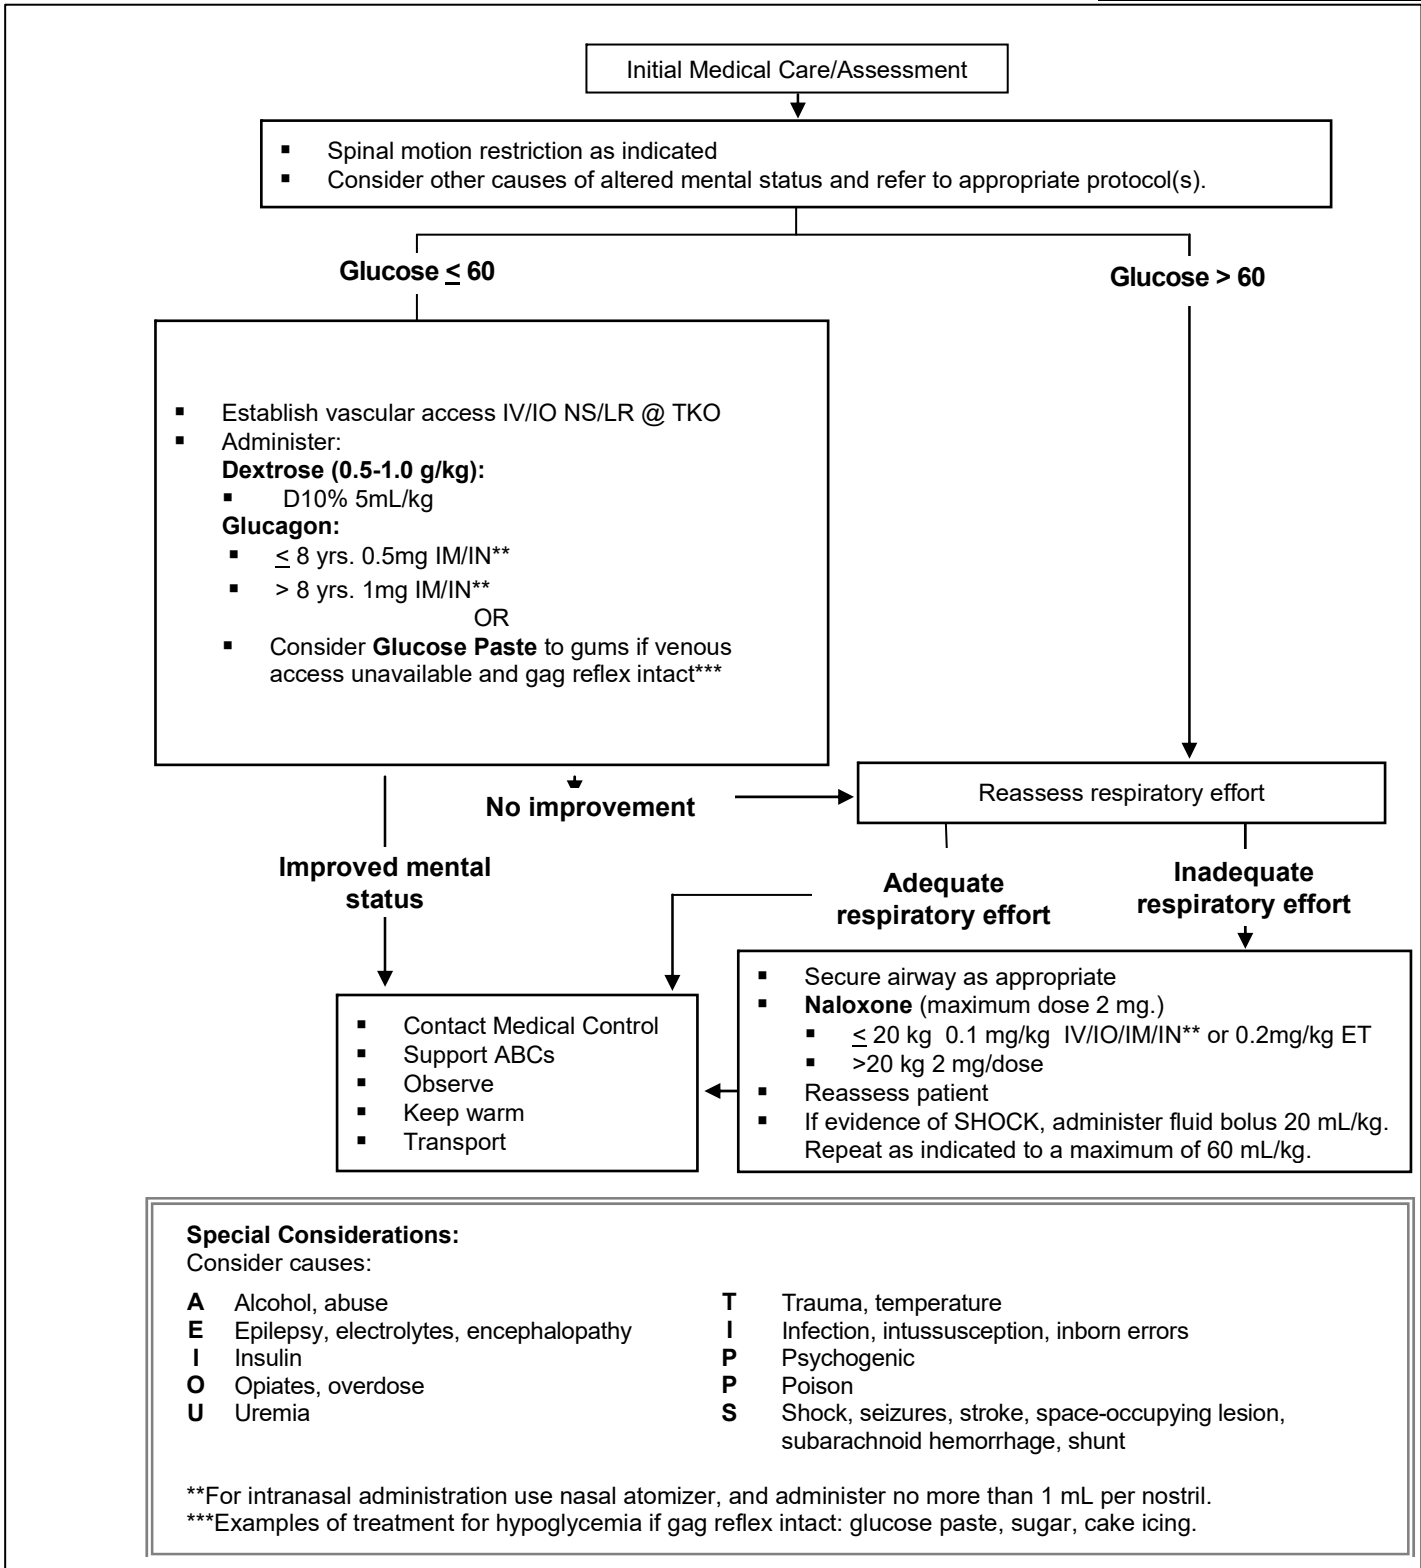 Initial Medical Care/Assessment
▪ Spinal motion restriction as indicated
▪ Consider other causes of altered mental status and refer to appropriate protocol(s).
Glucose ≤ 60
Glucose > 60
▪ Establish vascular access IV/IO NS/LR @ TKO
▪ Administer:
Dextrose (0.5-1.0 g/kg):
▪ D10% 5mL/kg
Glucagon:
▪ ≤ 8 yrs. 0.5mg IM/IN**
▪ > 8 yrs. 1mg IM/IN**
OR
▪ Consider Glucose Paste to gums if venous
access unavailable and gag reflex intact***
Reassess respiratory effort
No improvement
Improved mental
status
Adequate
respiratory effort
Inadequate
respiratory effort
▪ Contact Medical Control
▪ Support ABCs
▪ Observe
▪ Keep warm
▪ Transport
▪ Secure airway as appropriate
▪ Naloxone (maximum dose 2 mg.)
▪ ≤ 20 kg 0.1 mg/kg IV/IO/IM/IN** or 0.2mg/kg ET
▪ >20 kg 2 mg/dose
▪ Reassess patient
▪ If evidence of SHOCK, administer fluid bolus 20 mL/kg.
Repeat as indicated to a maximum of 60 mL/kg.
Special Considerations:
Consider causes:
A Alcohol, abuse
E Epilepsy, electrolytes, encephalopathy
I Insulin
O Opiates, overdose
U Uremia
T Trauma, temperature
I Infection, intussusception, inborn errors
P Psychogenic
P Poison
S Shock, seizures, stroke, space-occupying lesion,
subarachnoid hemorrhage, shunt
**For intranasal administration use nasal atomizer, and administer no more than 1 mL per nostril.
***Examples of treatment for hypoglycemia if gag reflex intact: glucose paste, sugar, cake icing.